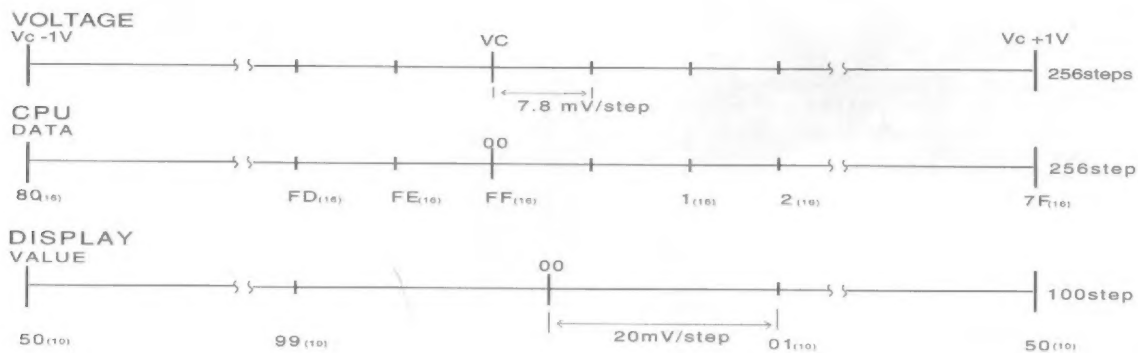 VOLTAGE
Vc -1V VC Vc +1V
256steps
7.8 mV/step
CPU
DATA
00
256step
80(16) FD(16) FE(16) FF(16) 1(16) 2(16) 7F(16)
DISPLAY
VALUE
00
100step
20mV/step
50(10) 99(10) 01(10) 50(10)